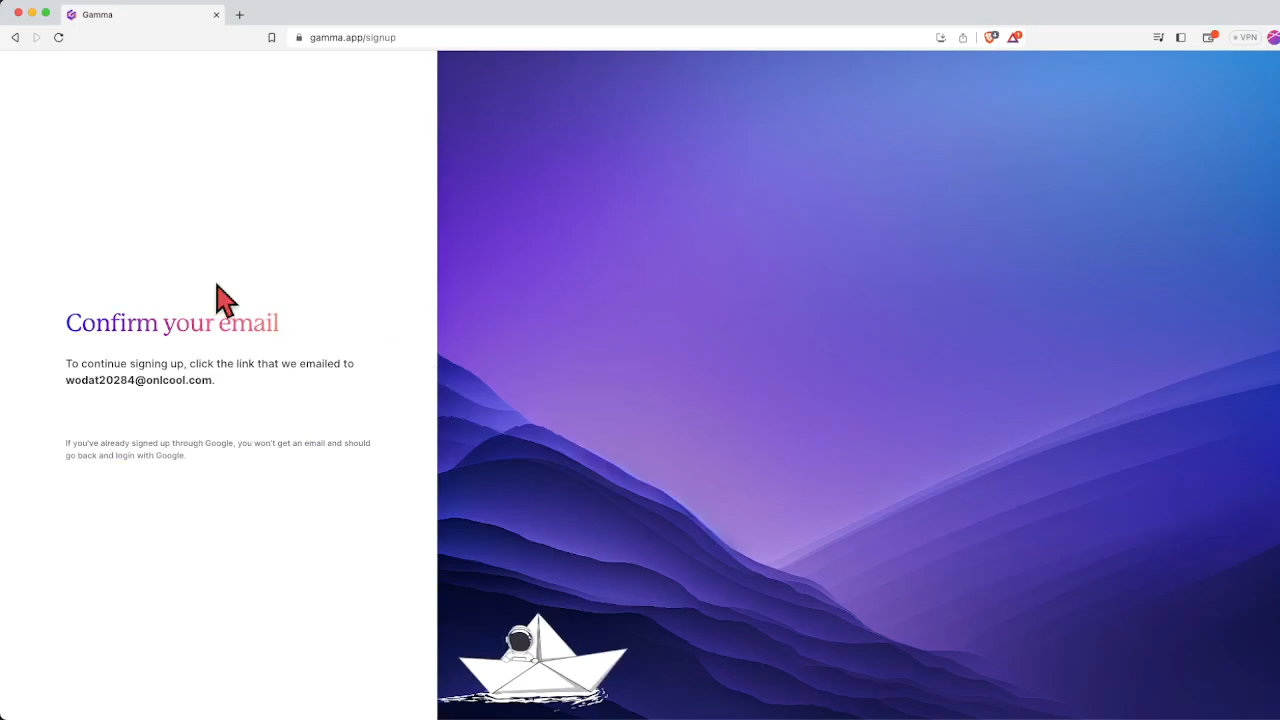 Gamma
gamma.app/signup
4
1
VPN
Confirm your email
To continue signing up, click the link that we emailed to
wodat20284@onlcool.com.
If you've already signed up through Google, you won't get an email and should
go back and login with Google.